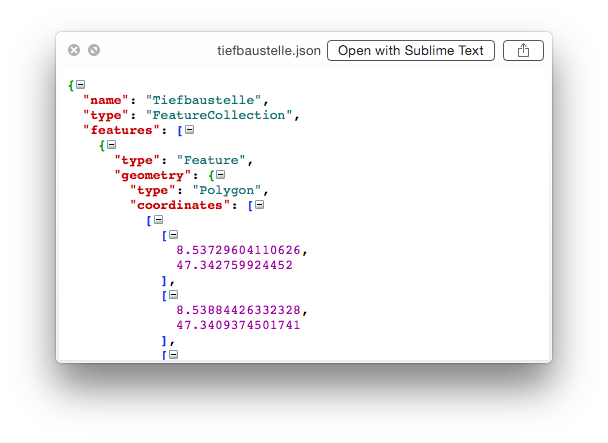 tiefbaustelle.json Open with Sublime Text
{
"name": "Tiefbaustelle",
"type": "FeatureCollection",
"features": [
{
"type": "Feature",
"geometry": {
"type": "Polygon",
"coordinates": [
[
[
8.53729604110626,
47.342759924452
],
[
8.53884426332328,
47.3409374501741
],
[